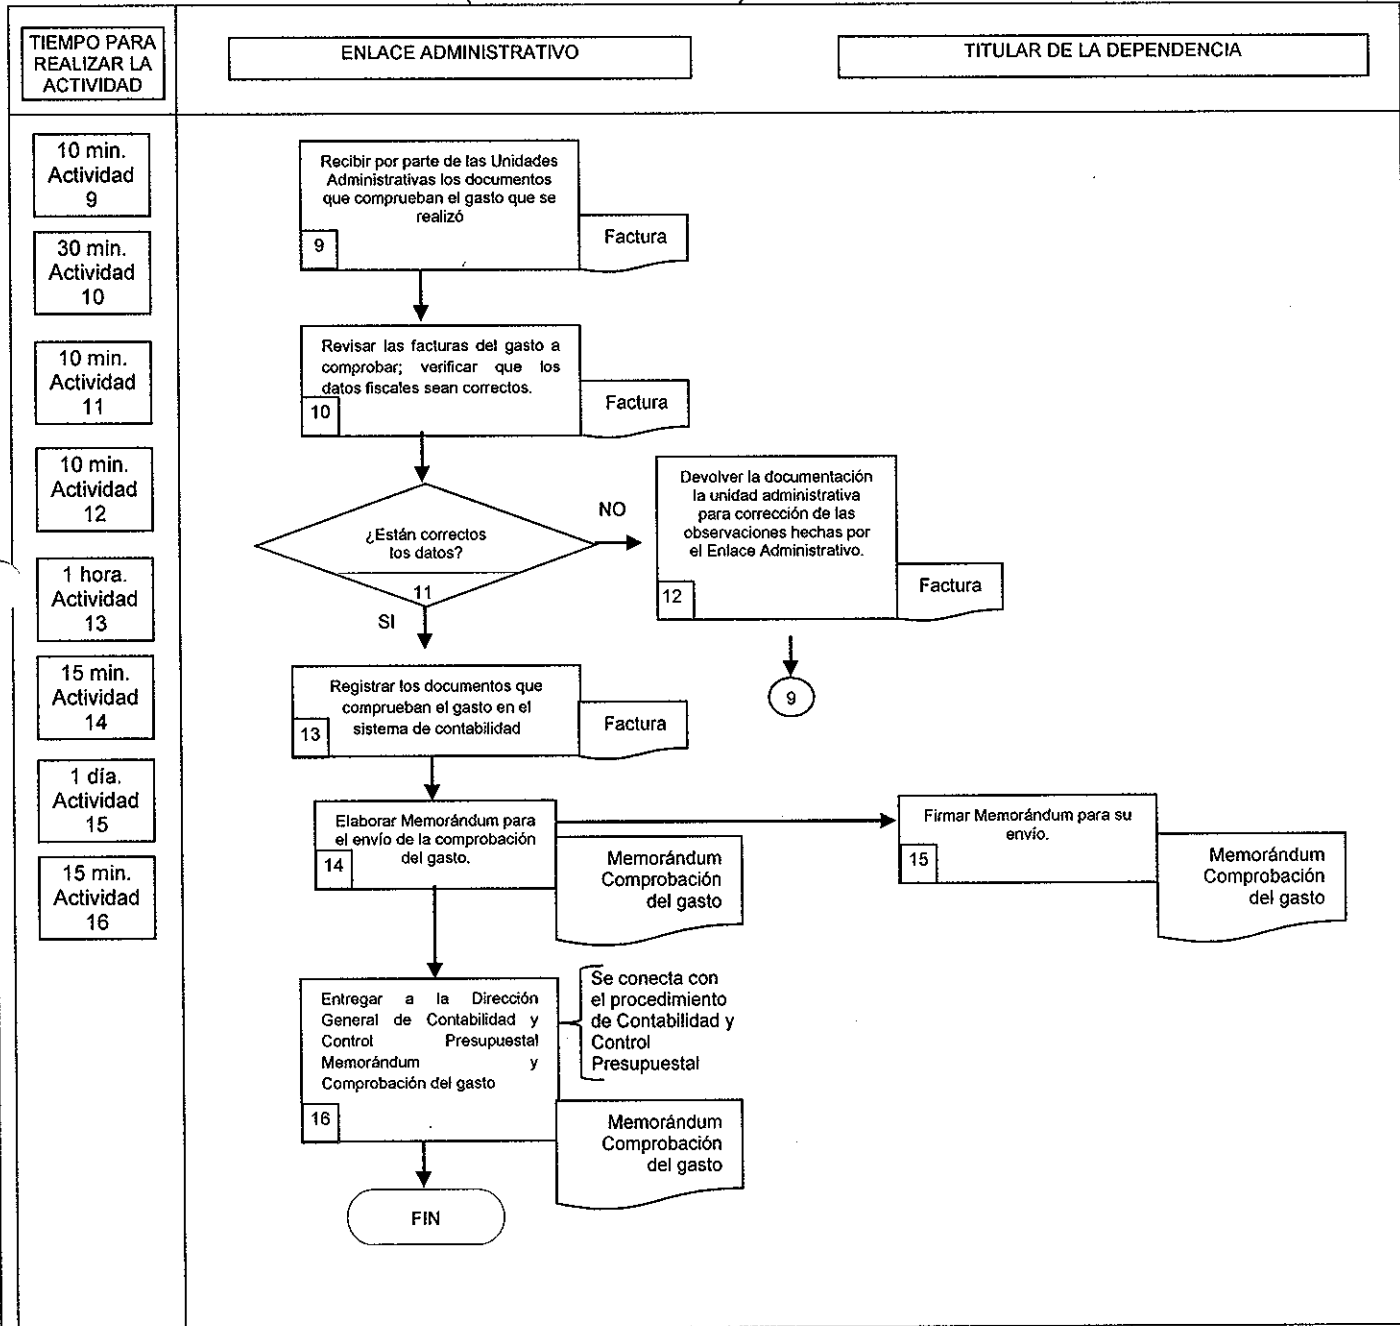 TIEMPO PARA
REALIZAR LA
ACTIVIDAD
ENLACE ADMINISTRATIVO
TITULAR DE LA DEPENDENCIA
10 min.
Actividad
9
30 min.
Actividad
10
10 min.
Actividad
11
10 min.
Actividad
12
1 hora.
Actividad
13
15 min.
Actividad
14
1 día.
Actividad
15
15 min.
Actividad
16
Recibir por parte de las Unidades
Administrativas los documentos
que comprueban el gasto que se
realizó
9
Factura
Revisar las facturas del gasto a
comprobar; verificar que los
datos fiscales sean correctos.
10
Factura
¿Están correctos
los datos?
11
NO
SI
Devolver la documentación
la unidad administrativa
para corrección de las
observaciones hechas por
el Enlace Administrativo.
12
Factura
9
Registrar los documentos que
comprueban el gasto en el
sistema de contabilidad
13
Factura
Elaborar Memorándum para
el envío de la comprobación
del gasto.
14
Memorándum
Comprobación
del gasto
Firmar Memorándum para su
envío.
15
Memorándum
Comprobación
del gasto
Entregar a la Dirección
General de Contabilidad y
Control Presupuestal
Memorándum y
Comprobación del gasto
16
Se conecta con
el procedimiento
de Contabilidad y
Control
Presupuestal
Memorándum
Comprobación
del gasto
FIN